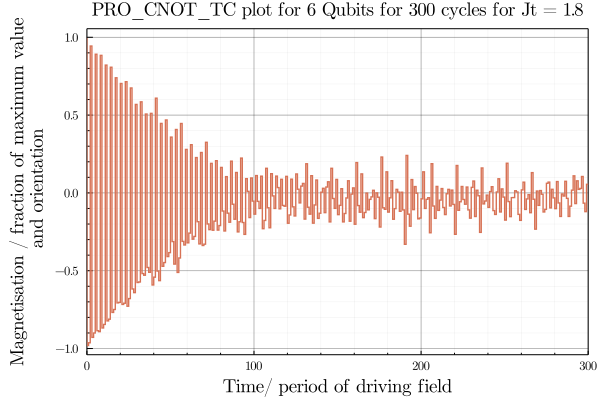 PRO_CNOT_TC plot for 6 Qubits for 300 cycles for Jt = 1.8
Magnetisation / fraction of maximum value
and orientation
1.0
0.5
0.0
−0.5
−1.0
0
100
200
300
Time/ period of driving field